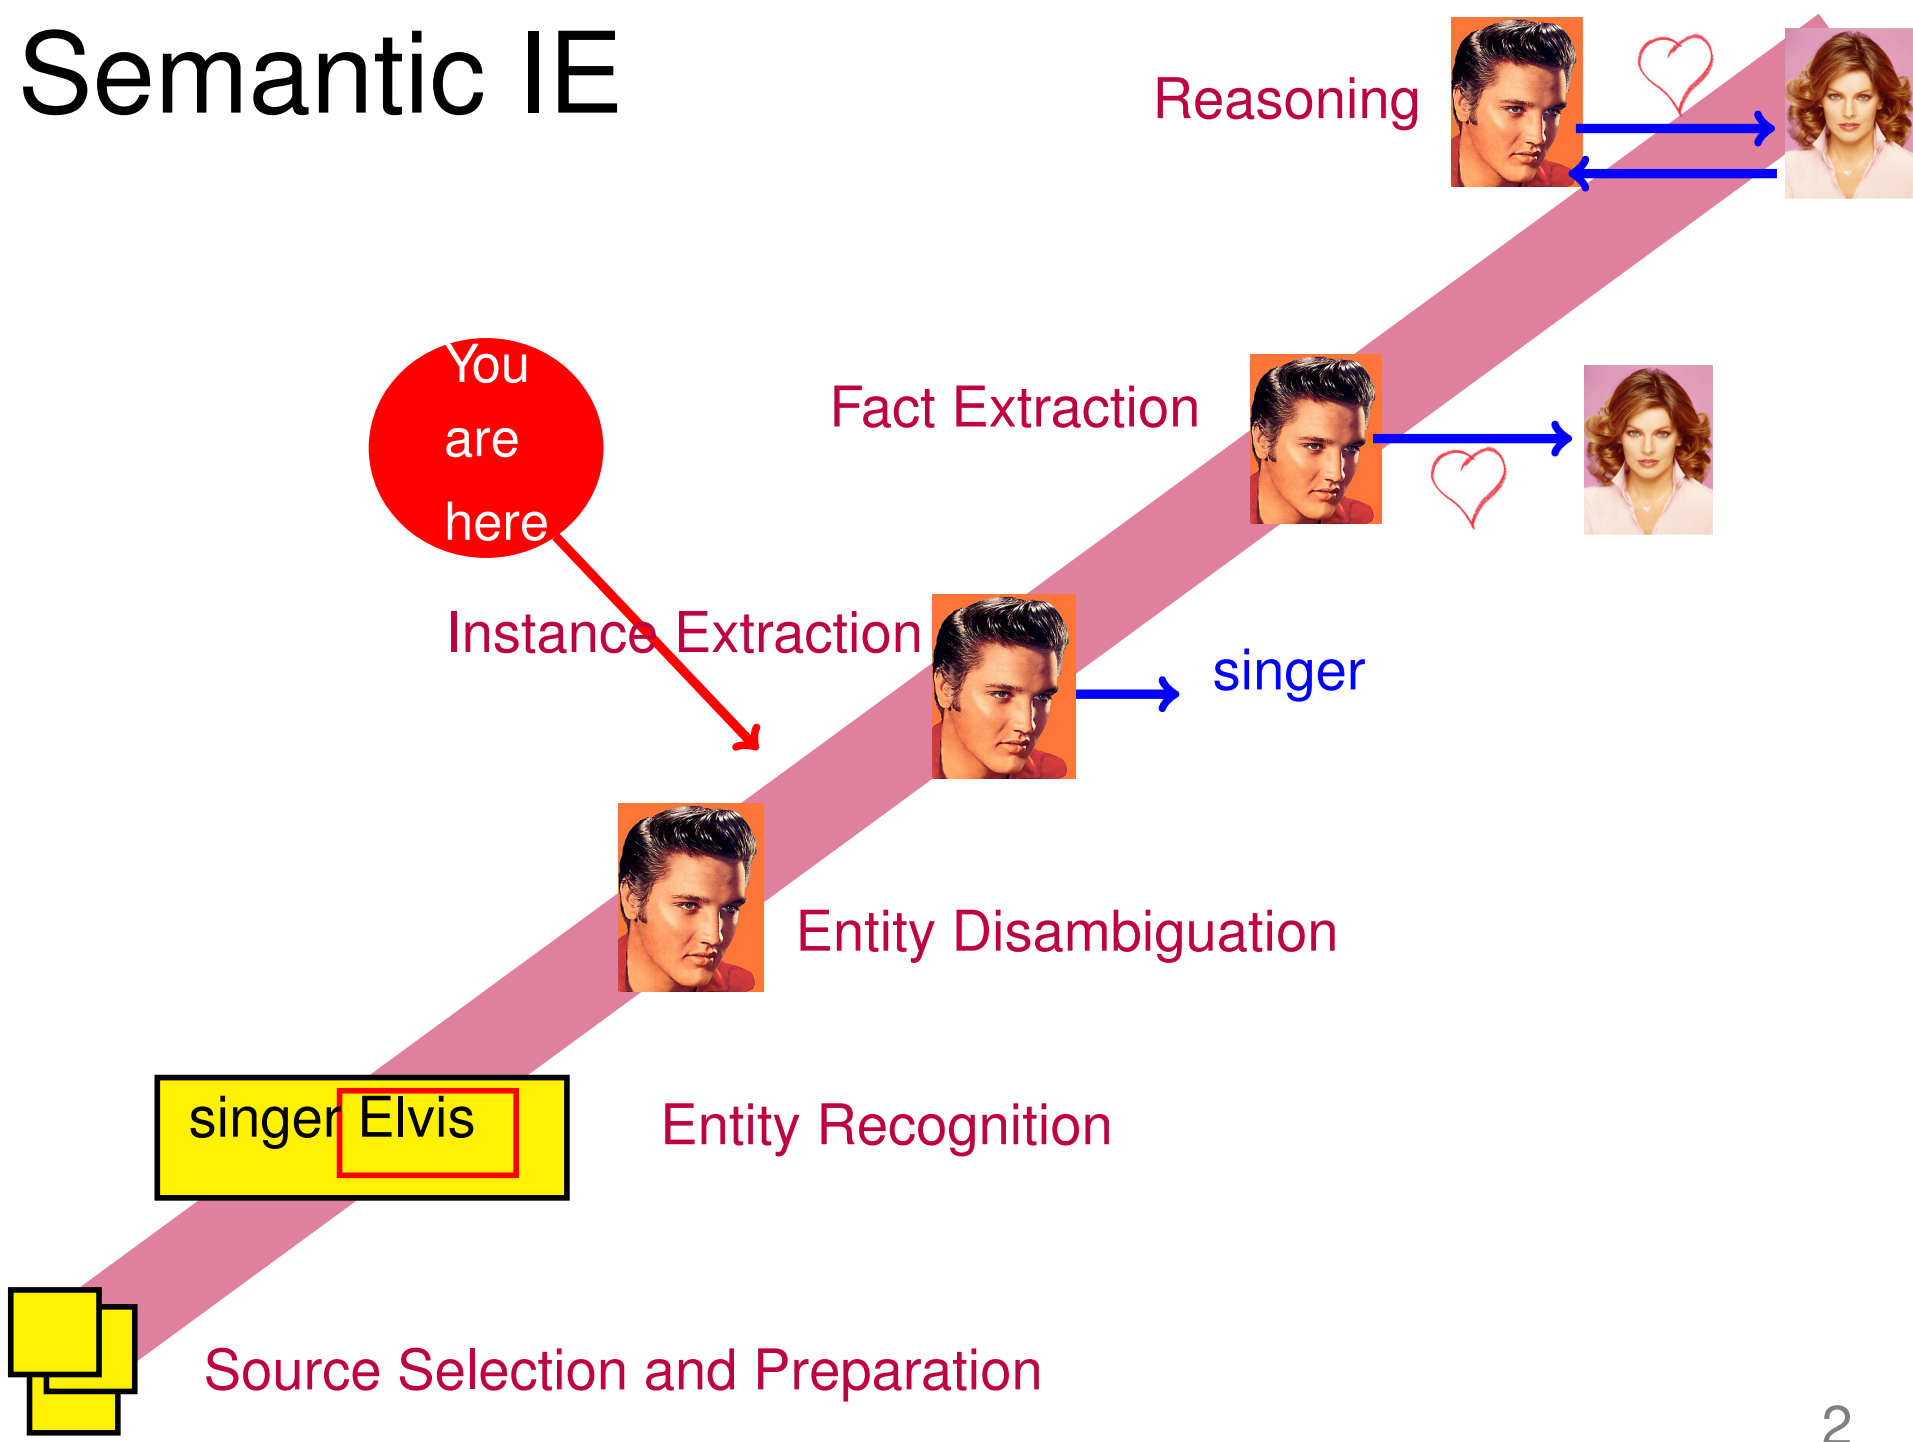 Semantic IE
Reasoning
You
are
here
Fact Extraction
Instance Extraction
singer
Entity Disambiguation
singer Elvis
Entity Recognition
Source Selection and Preparation
2